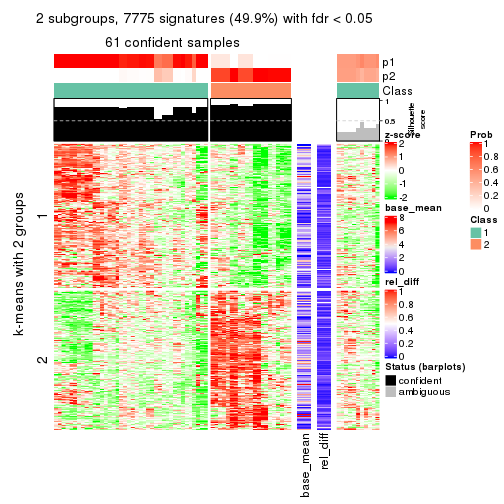 2 subgroups, 7775 signatures (49.9%) with fdr < 0.05
61 confident samples
p1
p2
Class
1
0.5
0
Silhouette
score
k-means with 2 groups
1
2
base_mean
rel_diff
z-score
2
1
0
-1
-2
base_mean
8
6
4
2
0
rel_diff
1
0.8
0.6
0.4
0.2
0
Status (barplots)
confident
ambiguous
Prob
1
0.8
0.6
0.4
0.2
0
Class
1
2